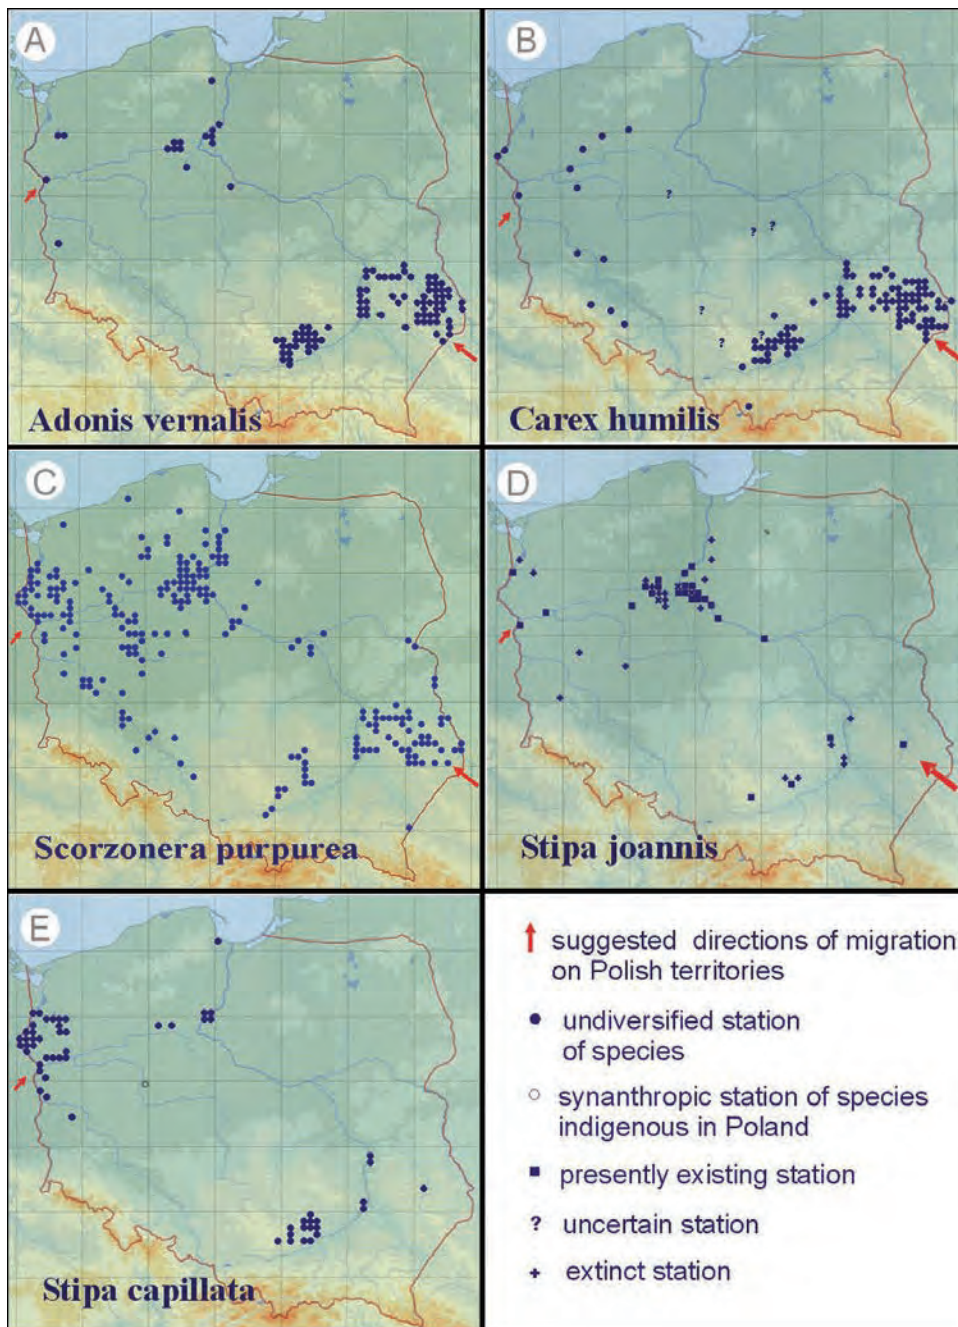 A
B
Adonis vernalis
Carex humilis
C
D
Scorzonera purpurea
Stipa joannis
E
Stipa capillata
suggested directions of migration
on Polish territories
undiversified station
of species
synanthropic station of species
indigenous in Poland
presently existing station
? uncertain station
extinct station
? ? ? ? ? ?